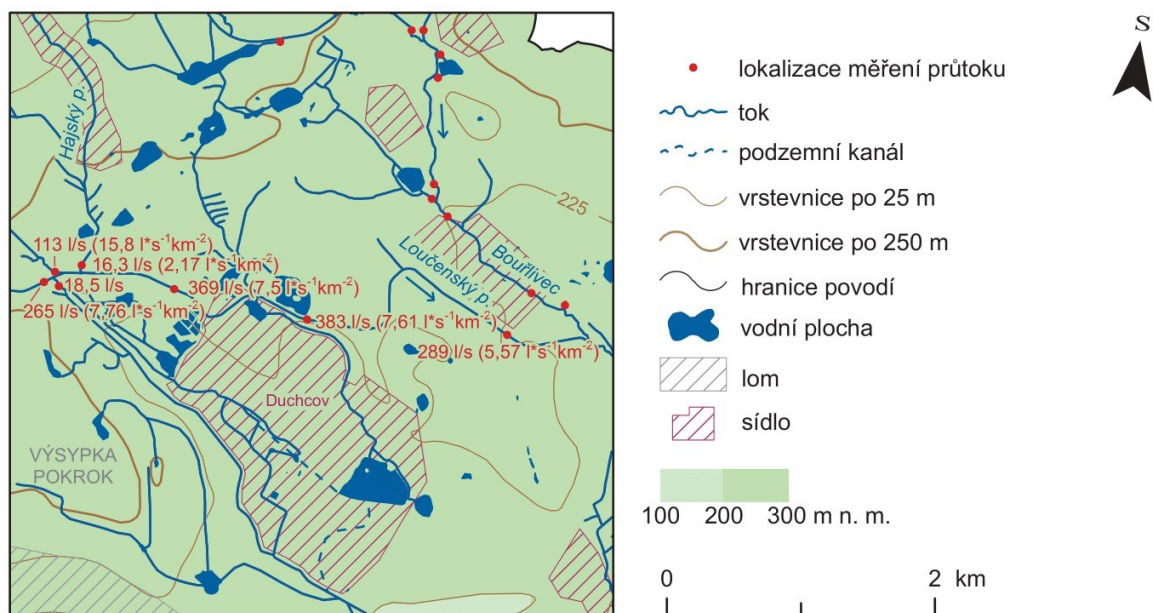 Hajský p.
225
Loučenský p.
Bouřlivec
113 l/s (15,8 l*s⁻¹km⁻²)
16,3 l/s (2,17 l*s⁻¹km⁻²)
18,5 l/s
369 l/s (7,5 l*s⁻¹km⁻²)
265 l/s (7,76 l*s⁻¹km⁻²)
383 l/s (7,61 l*s⁻¹km⁻²)
289 l/s (5,57 l*s⁻¹km⁻²)
Duchcov
VÝSYPKA
POKROK
S
lokalizace měření průtoku
tok
podzemní kanál
vrstevnice po 25 m
vrstevnice po 250 m
hranice povodí
vodní plocha
lom
sídlo
100 200 300 m n. m.
0 2 km